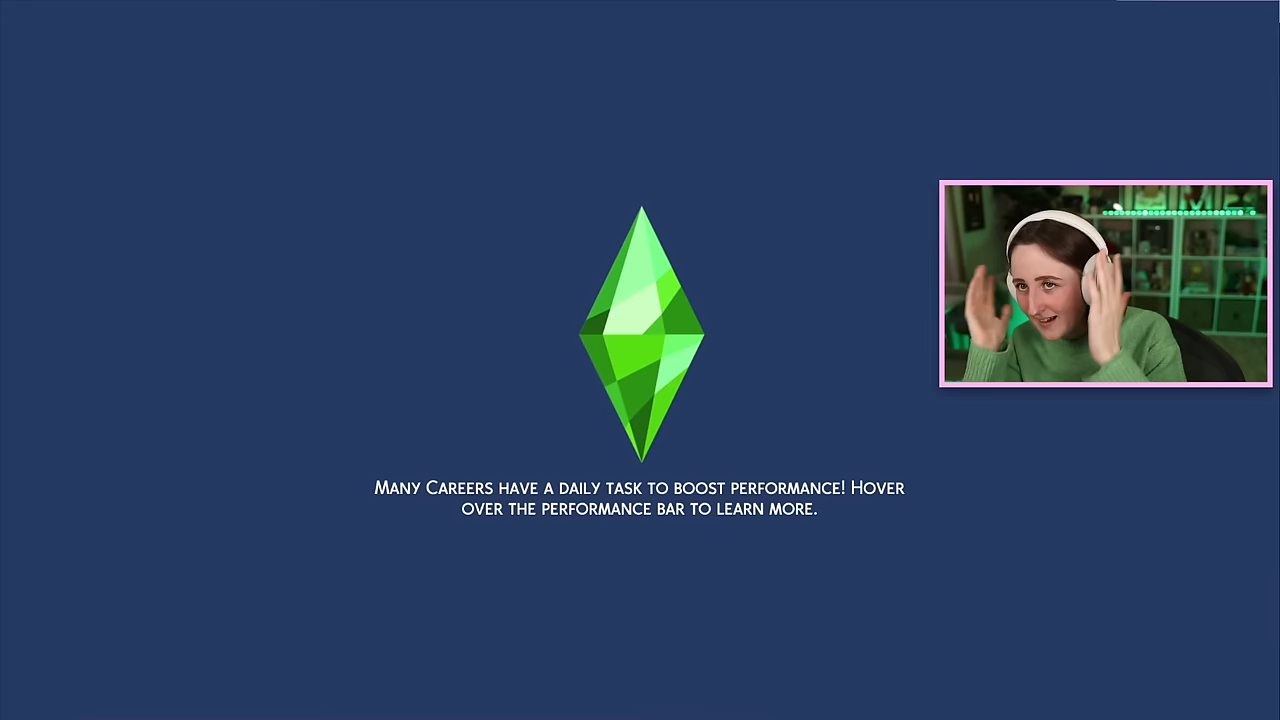 Many Careers have a daily task to boost performance! Hover
over the performance bar to learn more.